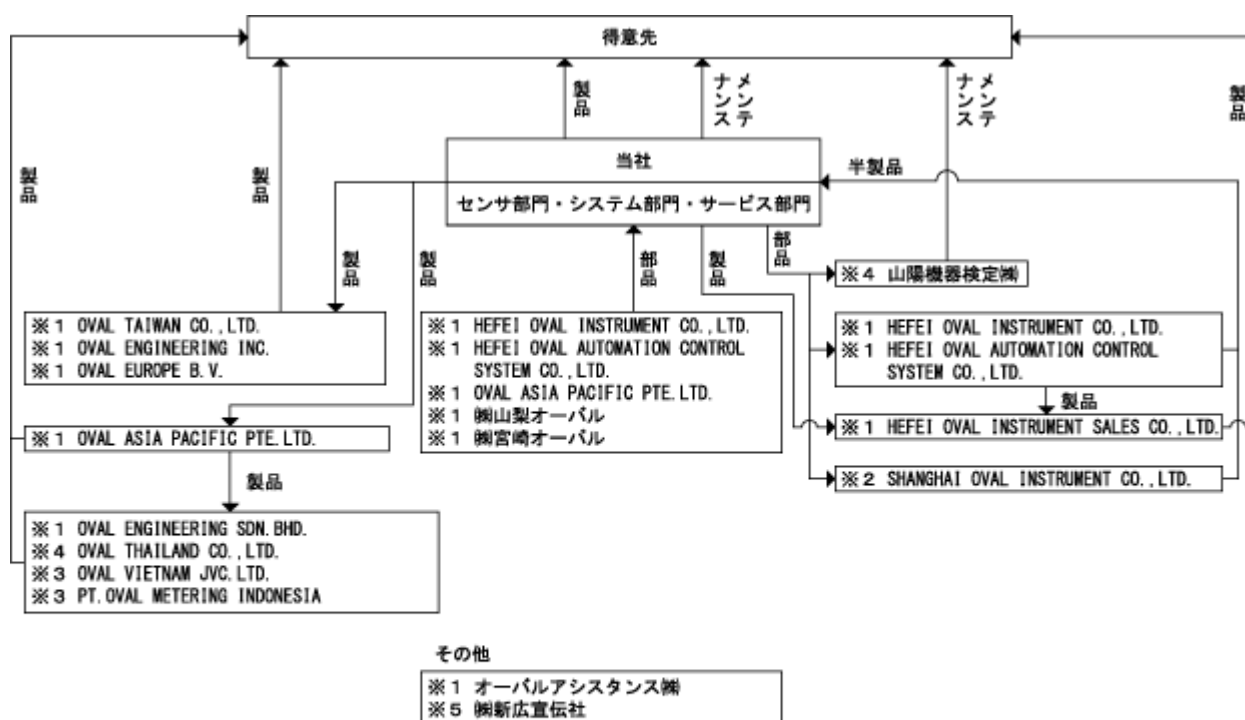 得意先
製品
メンテ
ナンス
メンテ
ナンス
製品
製品
製品
当社
センサ部門・システム部門・サービス部門
半製品
製品
製品
部品
製品
部品
※4 山陽機器検定㈱
※1 OVAL TAIWAN CO.,LTD.
※1 OVAL ENGINEERING INC.
※1 OVAL EUROPE B.V.
※1 HEFEI OVAL INSTRUMENT CO.,LTD.
※1 HEFEI OVAL AUTOMATION CONTROL
SYSTEM CO.,LTD.
※1 OVAL ASIA PACIFIC PTE.LTD.
※1 ㈱山梨オーバル
※1 ㈱宮崎オーバル
※1 HEFEI OVAL INSTRUMENT CO.,LTD.
※1 HEFEI OVAL AUTOMATION CONTROL
SYSTEM CO.,LTD.
製品
※1 HEFEI OVAL INSTRUMENT SALES CO.,LTD.
※2 SHANGHAI OVAL INSTRUMENT CO.,LTD.
※1 OVAL ASIA PACIFIC PTE.LTD.
製品
※1 OVAL ENGINEERING SDN.BHD.
※4 OVAL THAILAND CO.,LTD.
※3 OVAL VIETNAM JVC.LTD.
※3 PT.OVAL METERING INDONESIA
その他
※1 オーバルアシスタンス㈱
※5 ㈱新広宣伝社